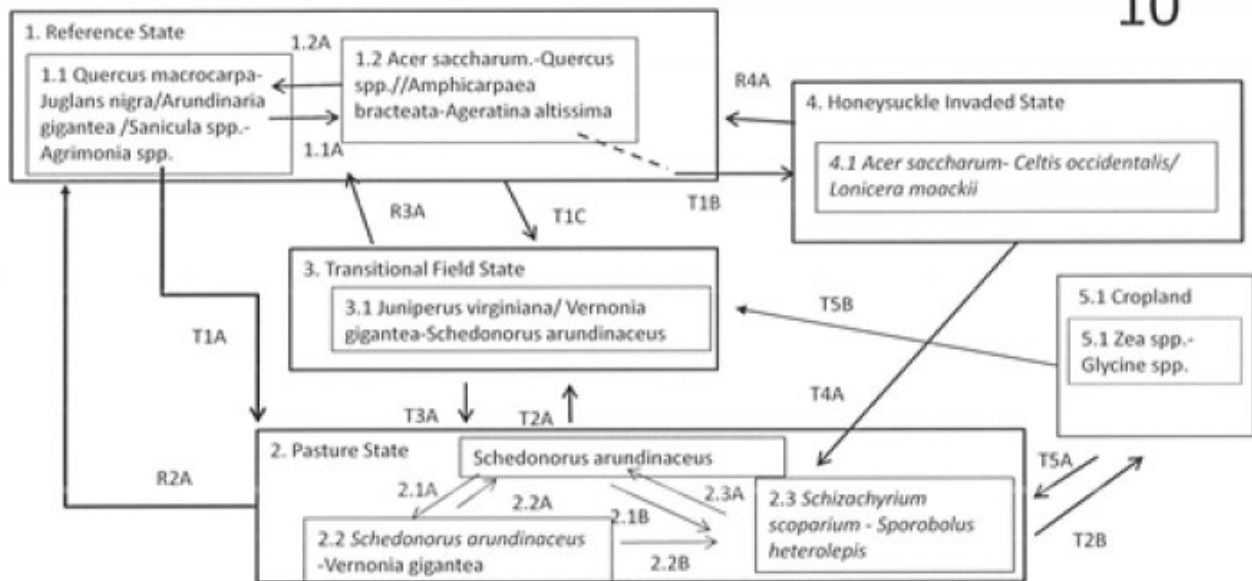 10
1. Reference State
1.2A
1.1 Quercus macrocarpa-
Juglans nigra/Arundinaria
gigantea /Sanicula spp.-
Agrimonia spp.
1.2 Acer saccharum.-Quercus
spp.//Amphicarpaea
bracteata-Ageratina altissima
1.1A
R4A
4. Honeysuckle Invaded State
4.1 Acer saccharum- Celtis occidentalis/
Lonicera maackii
T1B
R3A
T1C
3. Transitional Field State
3.1 Juniperus virginiana/ Vernonia
gigantea-Schedonorus arundinaceus
T5B
5.1 Cropland
5.1 Zea spp.-
Glycine spp.
T1A
T4A
T3A
T2A
2. Pasture State
Schedonorus arundinaceus
R2A
2.1A
2.2A
2.1B
2.3A
2.2 Schedonorus arundinaceus
-Vernonia gigantea
2.2B
2.3 Schizachyrium
scoparium - Sporobolus
heterolepis
T5A
T2B